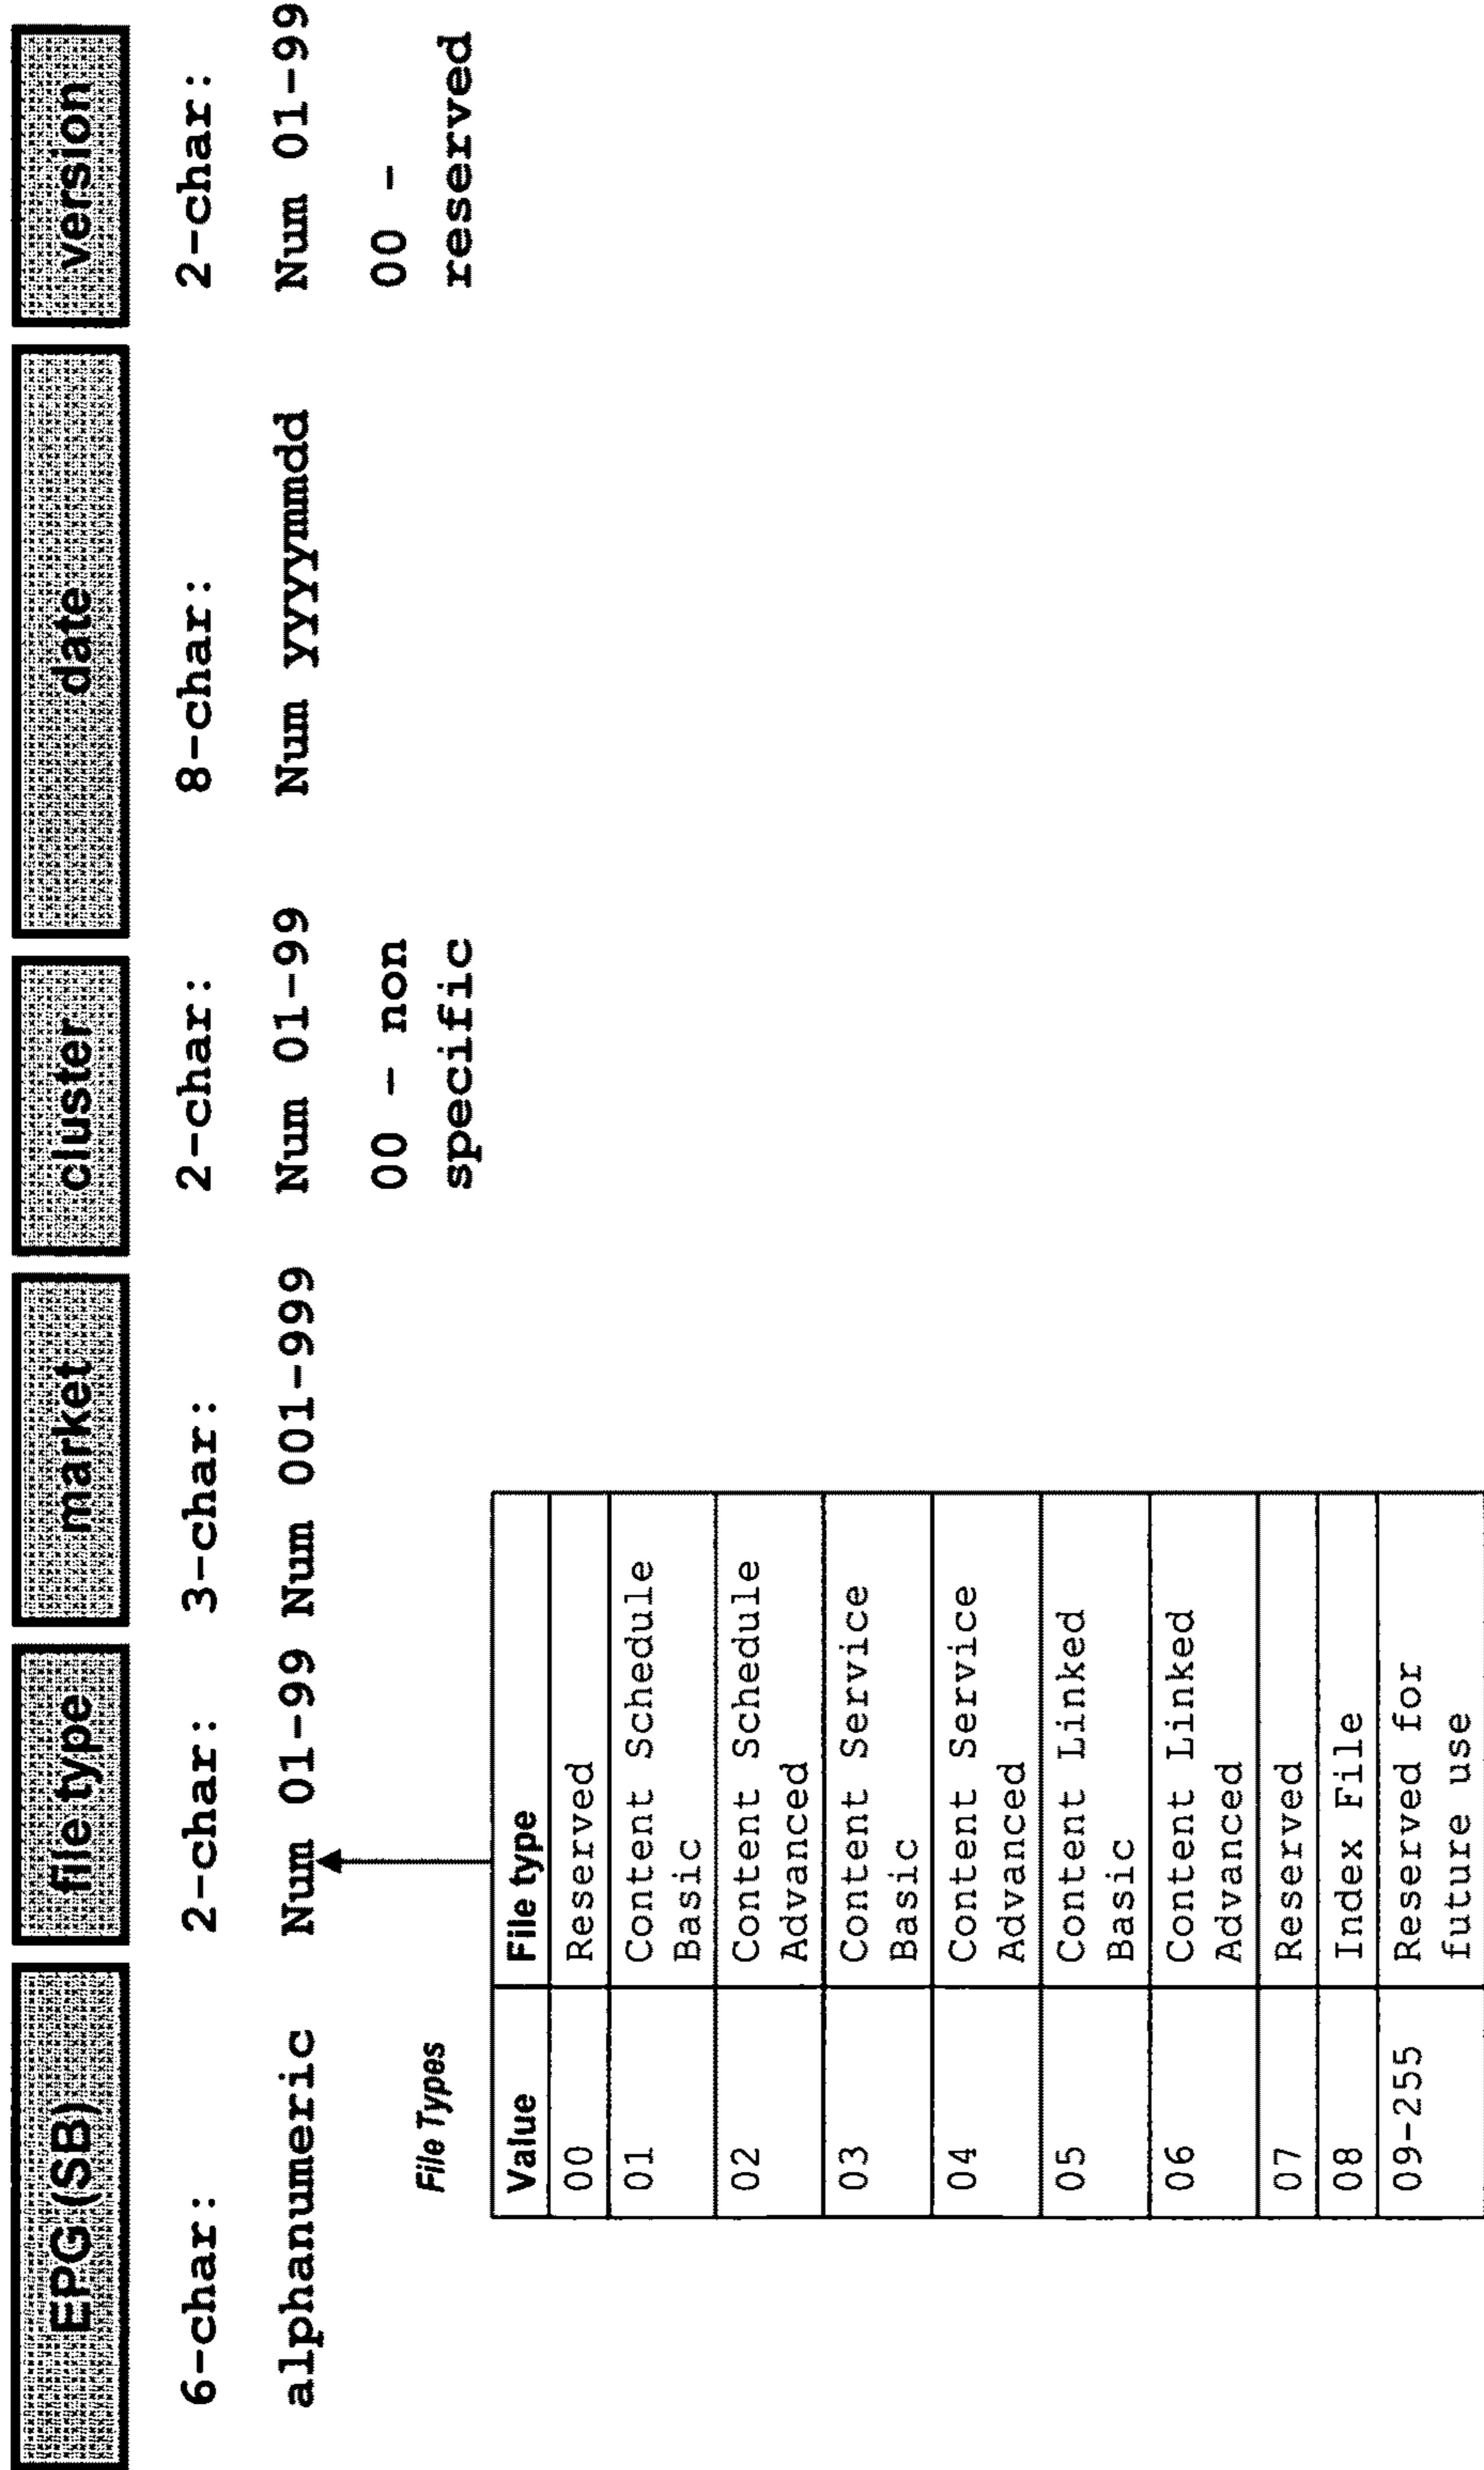 EPG(SB) file type market cluster date version
6-char: 2-char: 3-char: 2-char: 8-char: 2-char:
alphanumeric Num 01-99 Num 001-999 Num 01-99 Num yyyymmdd Num 01-99
00 - non 00 -
specific reserved
File Types
Value File type
00 Reserved
01 Content Schedule
Basic
02 Content Schedule
Advanced
03 Content Service
Basic
04 Content Service
Advanced
05 Content Linked
Basic
06 Content Linked
Advanced
07 Reserved
08 Index File
09-255 Reserved for
future use